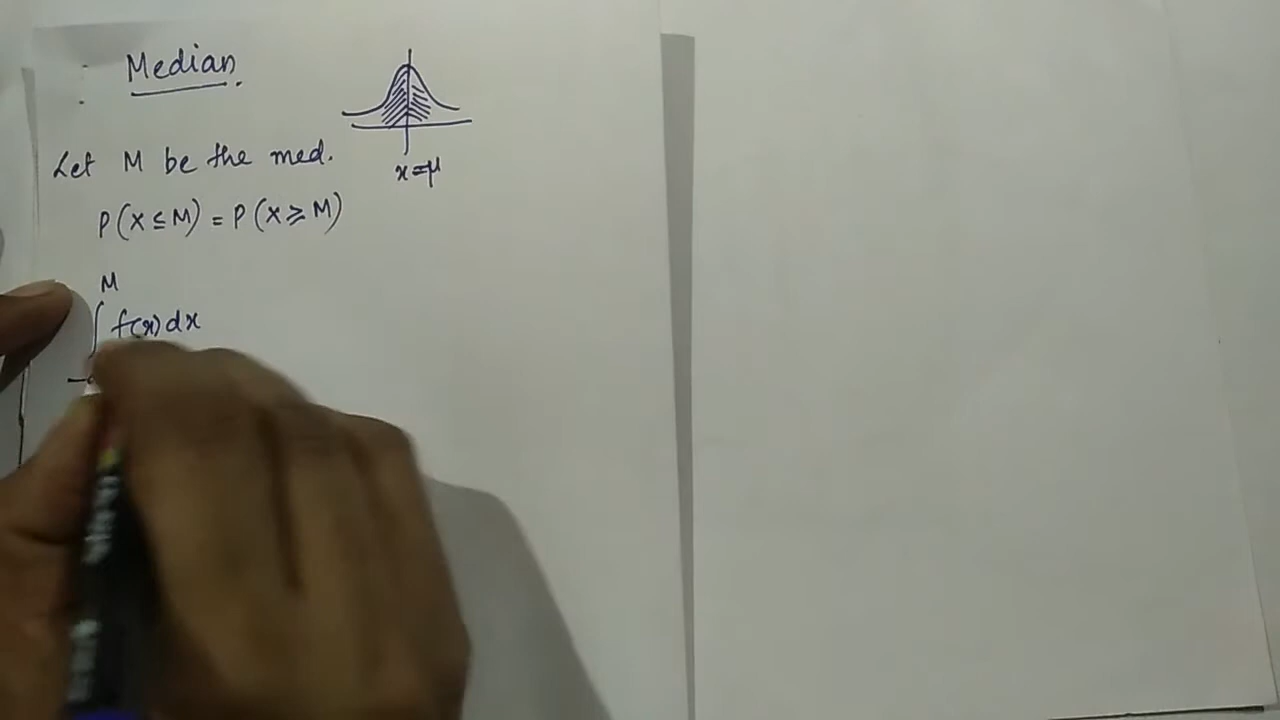 Median.
x=μ
Let M be the med.
P(X≤M) = P(X≥M)
M
∫ f(x)dx